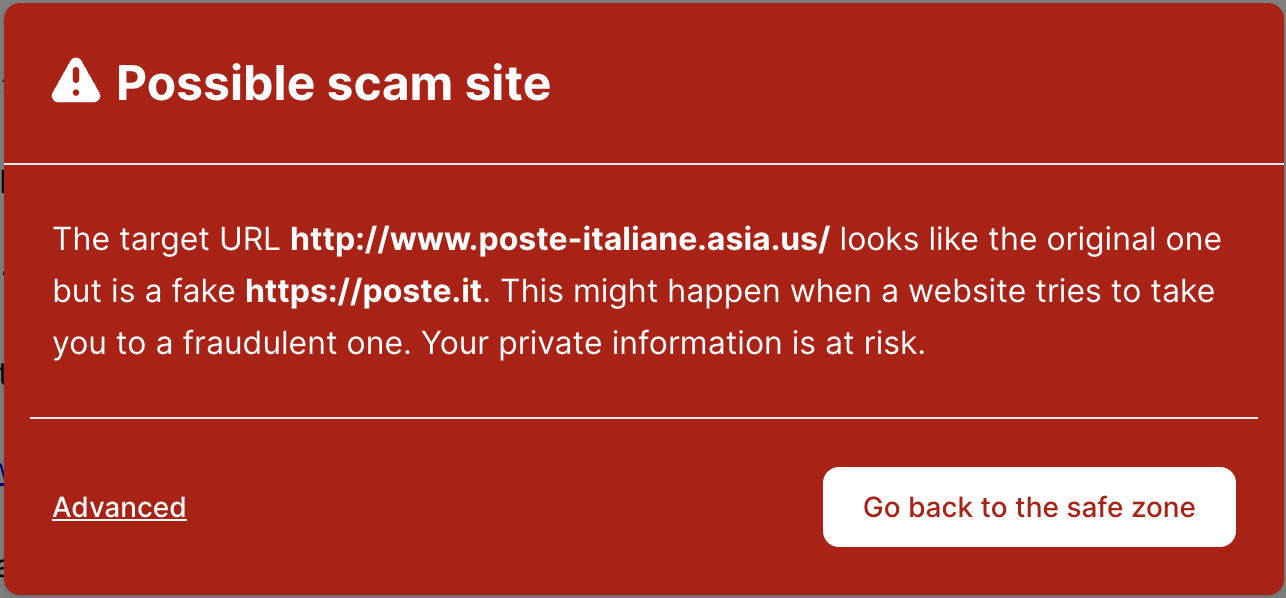 Possible scam site
The target URL http://www.poste-italiane.asia.us/ looks like the original one
but is a fake https://poste.it. This might happen when a website tries to take
you to a fraudulent one. Your private information is at risk.
Advanced
Go back to the safe zone